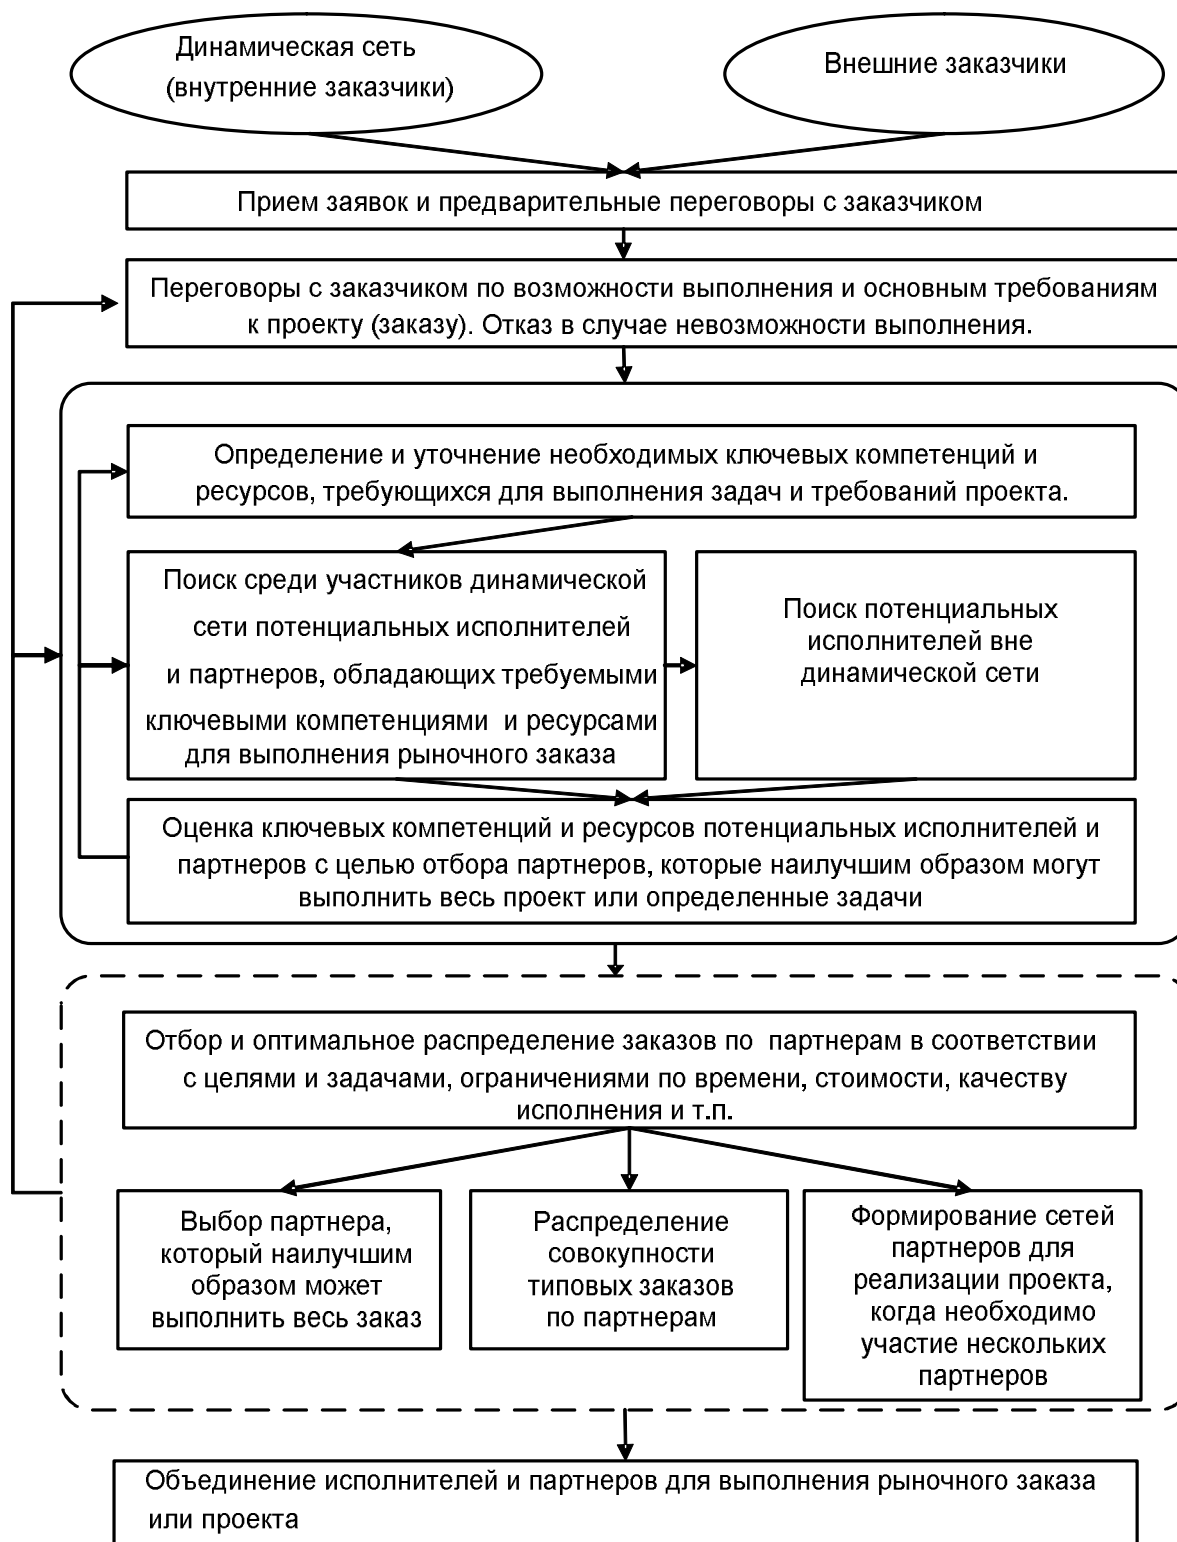 Динамическая сеть
(внутренние заказчики)
Внешние заказчики
Прием заявок и предварительные переговоры с заказчиком
Переговоры с заказчиком по возможности выполнения и основным требованиям
к проекту (заказу). Отказ в случае невозможности выполнения.
Определение и уточнение необходимых ключевых компетенций и
ресурсов, требующихся для выполнения задач и требований проекта.
Поиск среди участников динамической
сети потенциальных исполнителей
и партнеров, обладающих требуемыми
ключевыми компетенциями и ресурсами
для выполнения рыночного заказа
Поиск потенциальных
исполнителей вне
динамической сети
Оценка ключевых компетенций и ресурсов потенциальных исполнителей и
партнеров с целью отбора партнеров, которые наилучшим образом могут
выполнить весь проект или определенные задачи
Отбор и оптимальное распределение заказов по партнерам в соответствии
с целями и задачами, ограничениями по времени, стоимости, качеству
исполнения и т.п.
Выбор партнера,
который наилучшим
образом может
выполнить весь заказ
Распределение
совокупности
типовых заказов
по партнерам
Формирование сетей
партнеров для
реализации проекта,
когда необходимо
участие нескольких
партнеров
Объединение исполнителей и партнеров для выполнения рыночного заказа
или проекта